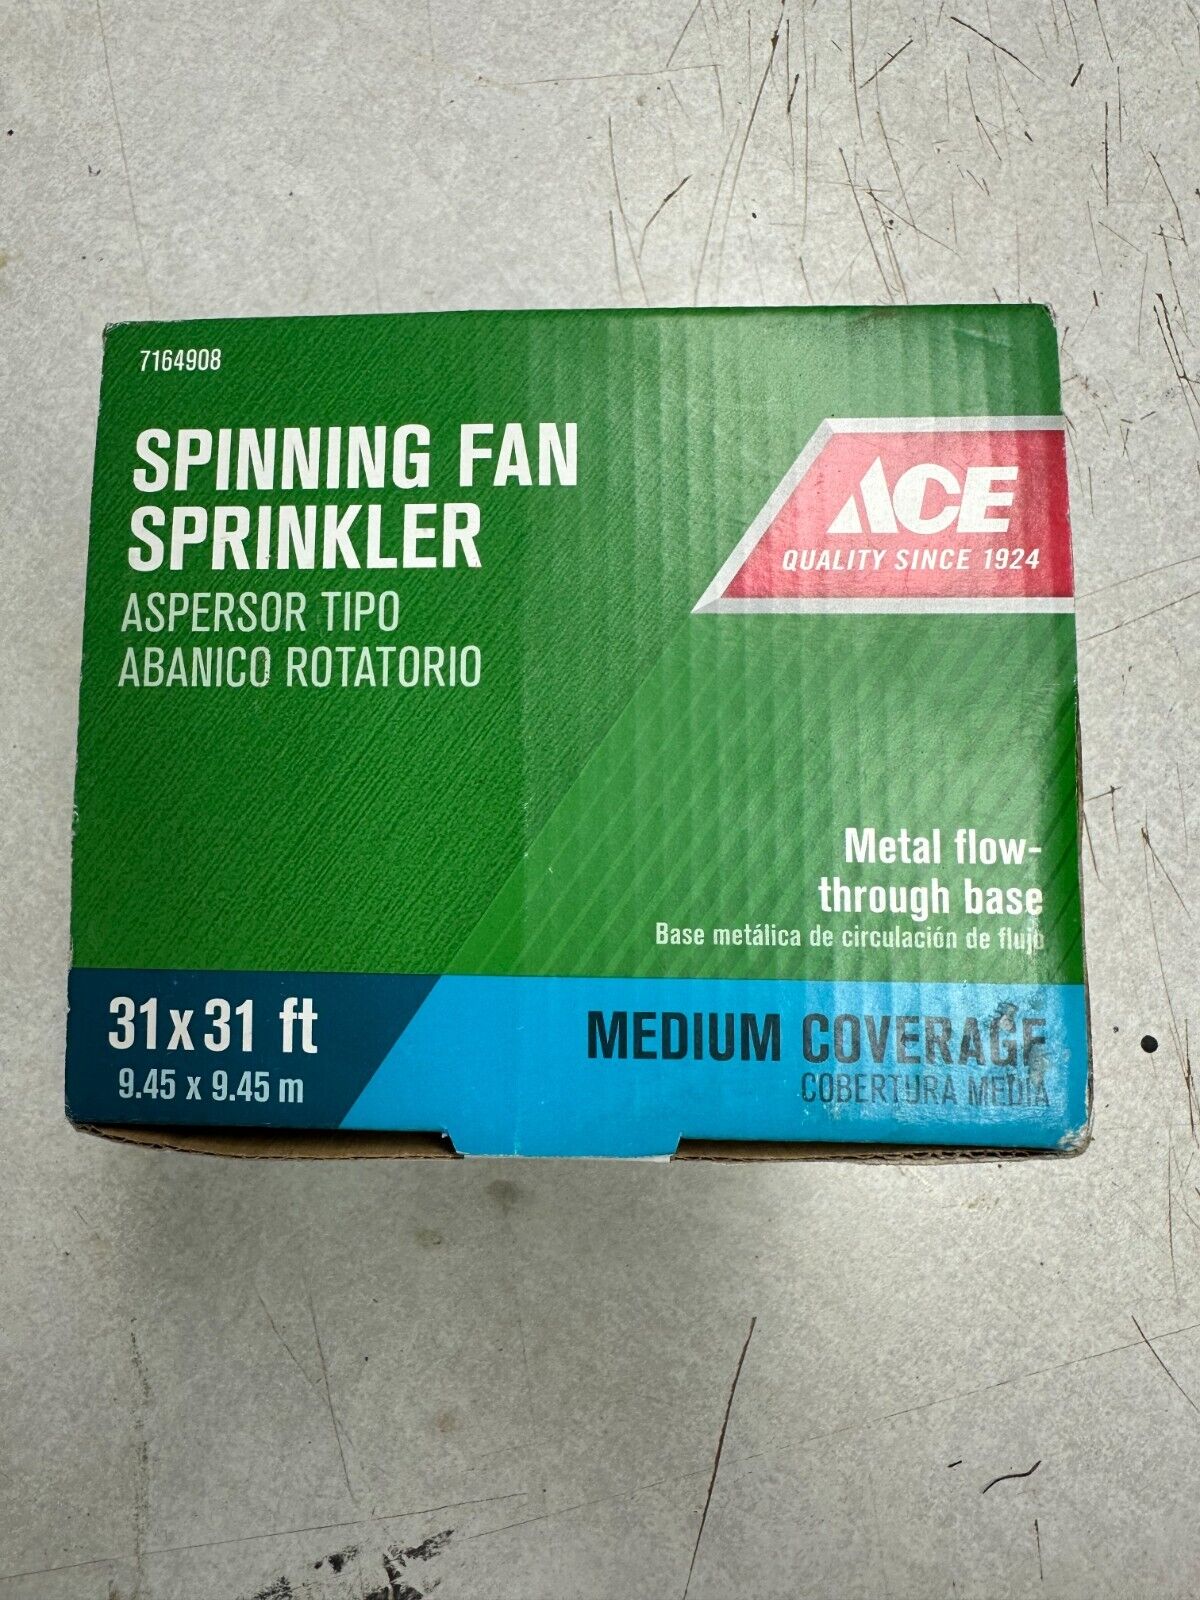 7164908
SPINNING FAN
SPRINKLER
ASPERSOR TIPO
ABANICO ROTATORIO
ACE
QUALITY SINCE 1924
Metal flow-
through base
Base metálica de circulación de flujo
31 x 31 ft
9.45 x 9.45 m
MEDIUM COVERAGE
COBERTURA MEDIA